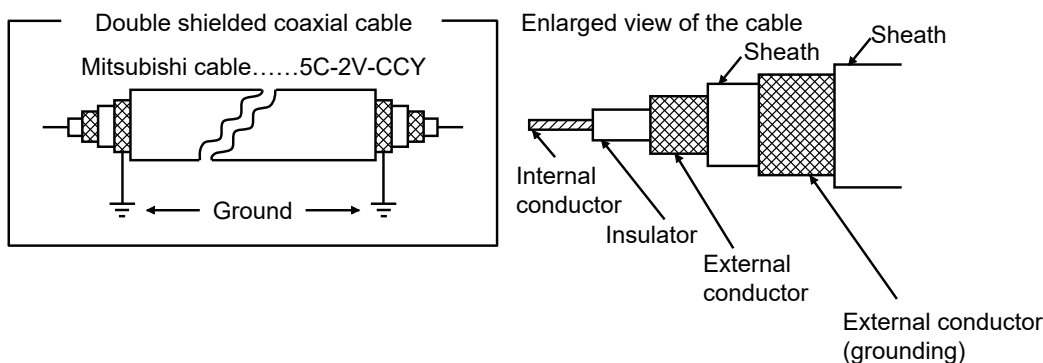 Double shielded coaxial cable
Mitsubishi cable……5C-2V-CCY
Ground
Enlarged view of the cable
Sheath
Sheath
Internal
conductor
Insulator
External
conductor
External conductor
(grounding)